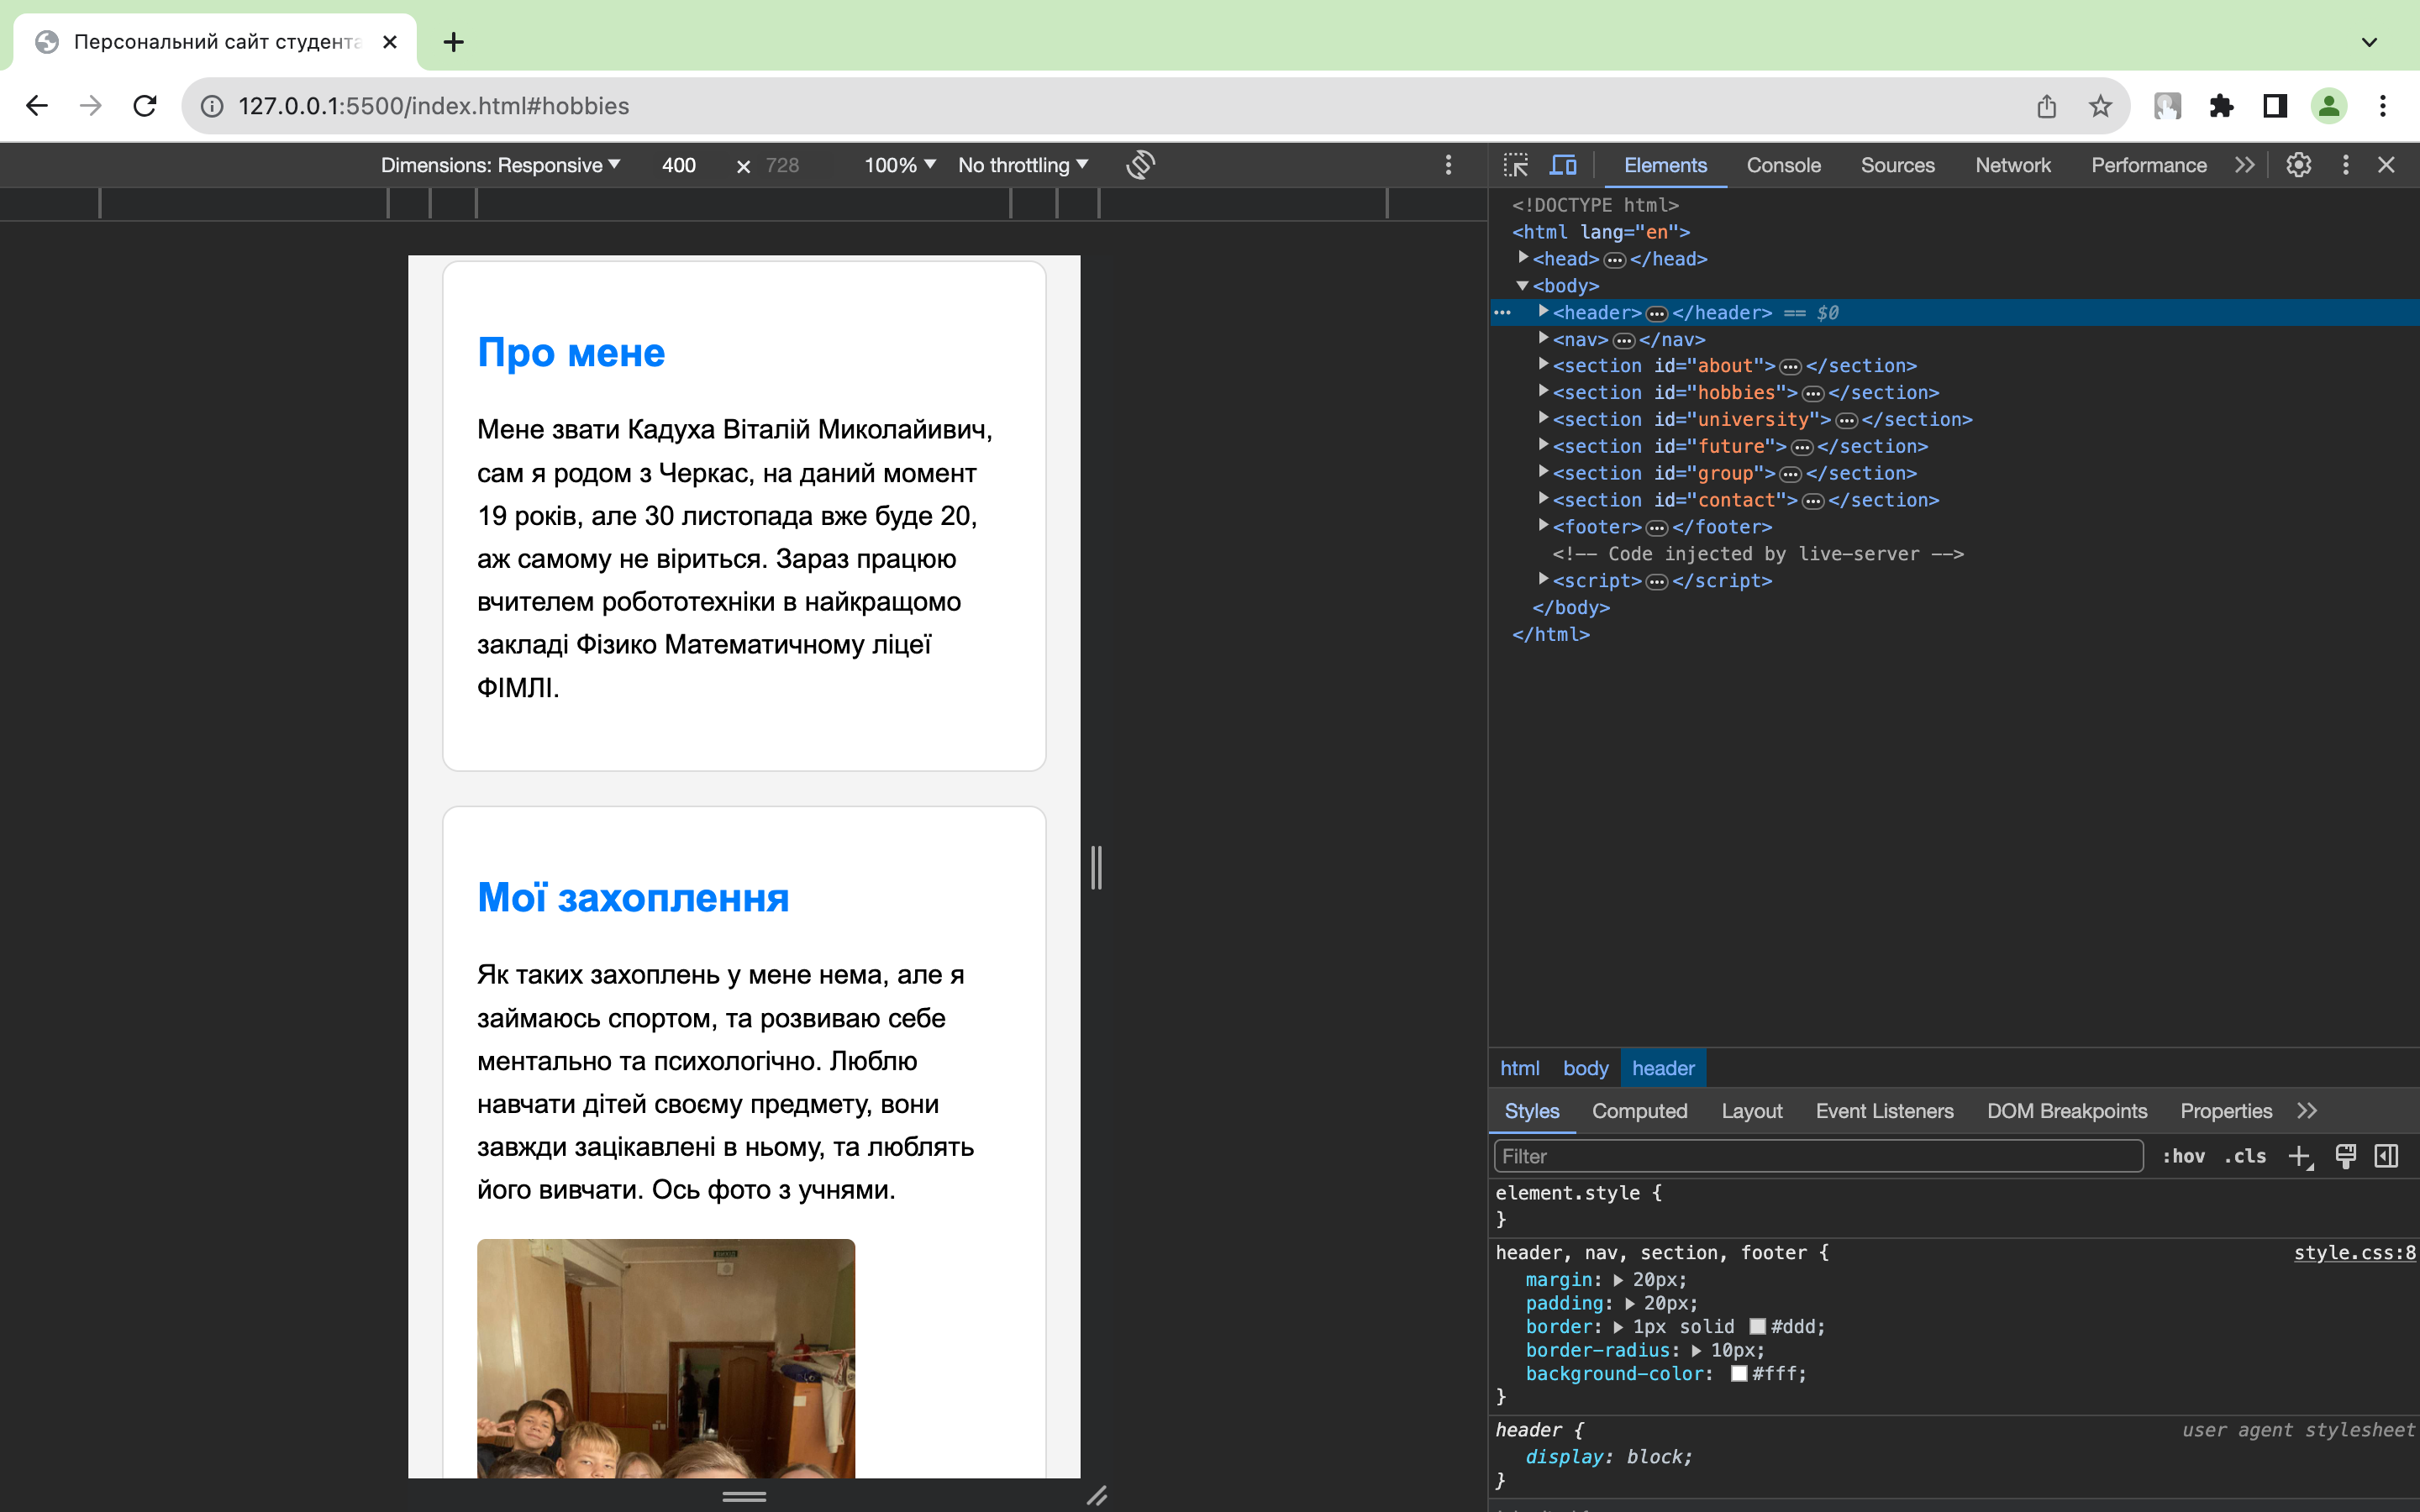 Персональний сайт студента
127.0.0.1:5500/index.html#hobbies
Dimensions: Responsive 400 × 728 100% No throttling
Elements Console Sources Network Performance
Про мене
Мене звати Кадуха Віталій Миколайивич,
сам я родом з Черкас, на даний момент
19 років, але 30 листопада вже буде 20,
аж самому не віриться. Зараз працюю
вчителем робототехніки в найкращомо
закладі Фізико Математичному ліцеї
ФІМЛІ.
Мої захоплення
Як таких захоплень у мене нема, але я
займаюсь спортом, та розвиваю себе
ментально та психологічно. Люблю
навчати дітей своєму предмету, вони
завжди зацікавлені в ньому, та люблять
його вивчати. Ось фото з учнями.
<!DOCTYPE html>
<html lang="en">
<head>…</head>
<body>
<header>…</header> == $0
<nav>…</nav>
<section id="about">…</section>
<section id="hobbies">…</section>
<section id="university">…</section>
<section id="future">…</section>
<section id="group">…</section>
<section id="contact">…</section>
<footer>…</footer>
<!-- Code injected by live-server -->
<script>…</script>
</body>
</html>
html body header
Styles Computed Layout Event Listeners DOM Breakpoints Properties
Filter :hov .cls
element.style {
}
header, nav, section, footer { style.css:8
margin: 20px;
padding: 20px;
border: 1px solid #ddd;
border-radius: 10px;
background-color: #fff;
}
header { user agent stylesheet
display: block;
}